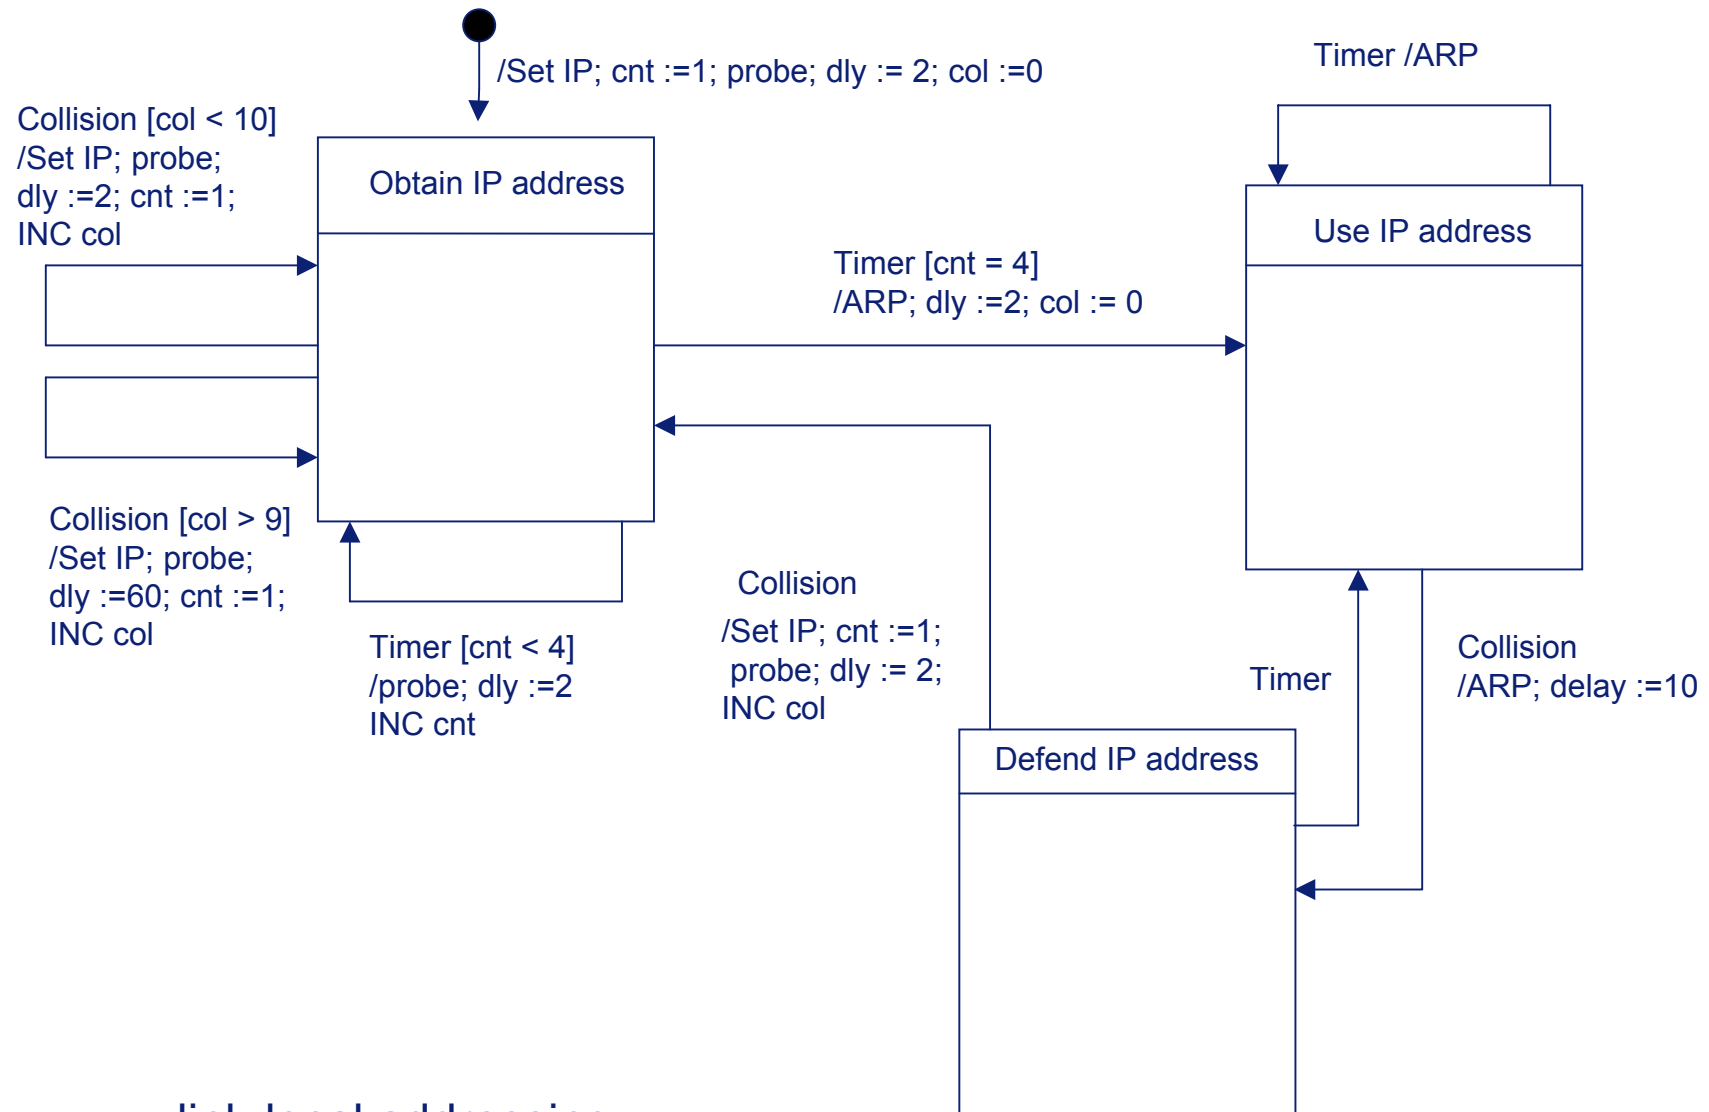 /Set IP; cnt :=1; probe; dly := 2; col :=0
Timer /ARP
Collision [col < 10]
/Set IP; probe;
dly :=2; cnt :=1;
INC col
Obtain IP address
Use IP address
Timer [cnt = 4]
/ARP; dly :=2; col := 0
Collision [col > 9]
/Set IP; probe;
dly :=60; cnt :=1;
INC col
Timer [cnt < 4]
/probe; dly :=2
INC cnt
Collision
/Set IP; cnt :=1;
probe; dly := 2;
INC col
Timer
Collision
/ARP; delay :=10
Defend IP address